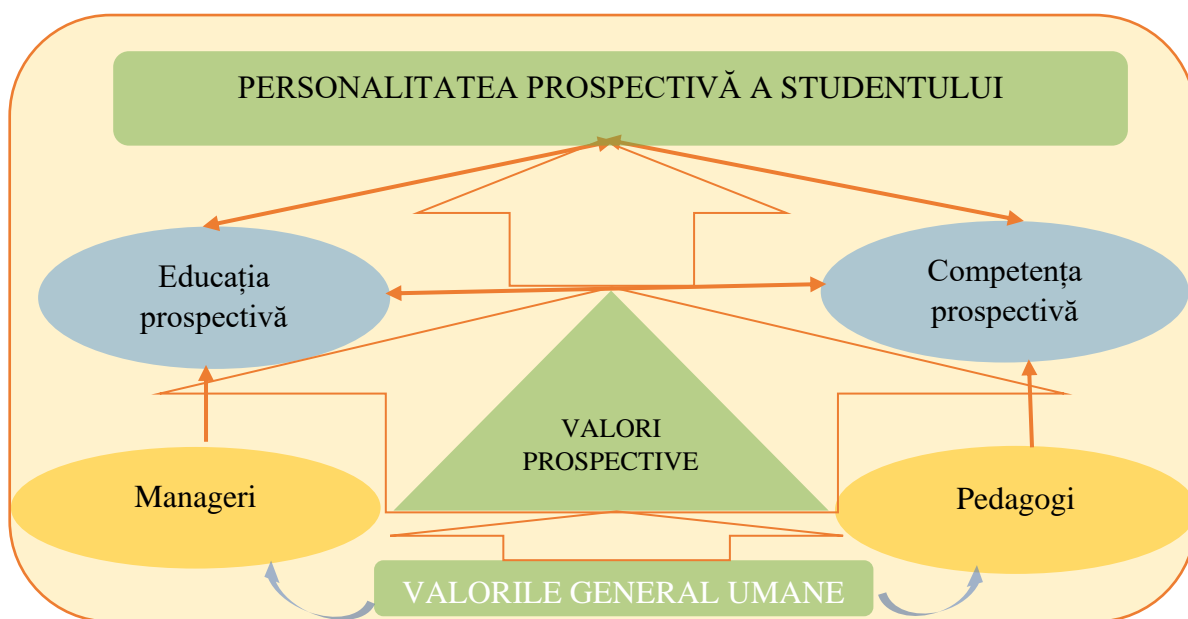 PERSONALITATEA PROSPECTIVĂ A STUDENTULUI
Educația
prospectivă
Competența
prospectivă
VALORI
PROSPECTIVE
Manageri
Pedagogi
VALORILE GENERAL UMANE